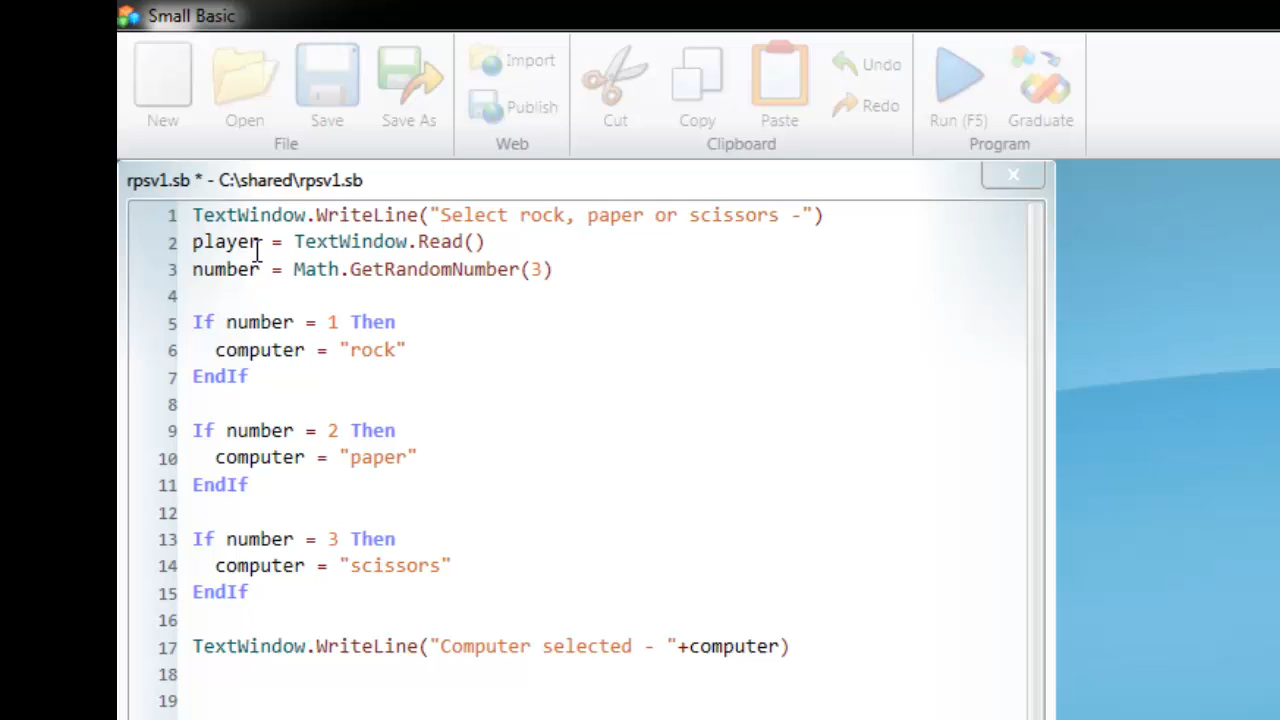 Small Basic
New Open Save Save As Import Publish Cut Copy Paste Undo Redo Run (F5) Graduate
File Web Clipboard Program
rpsv1.sb * - C:\shared\rpsv1.sb x
1 TextWindow.WriteLine("Select rock, paper or scissors -")
2 player = TextWindow.Read()
3 number = Math.GetRandomNumber(3)
4
5 If number = 1 Then
6 computer = "rock"
7 EndIf
8
9 If number = 2 Then
10 computer = "paper"
11 EndIf
12
13 If number = 3 Then
14 computer = "scissors"
15 EndIf
16
17 TextWindow.WriteLine("Computer selected - "+computer)
18
19